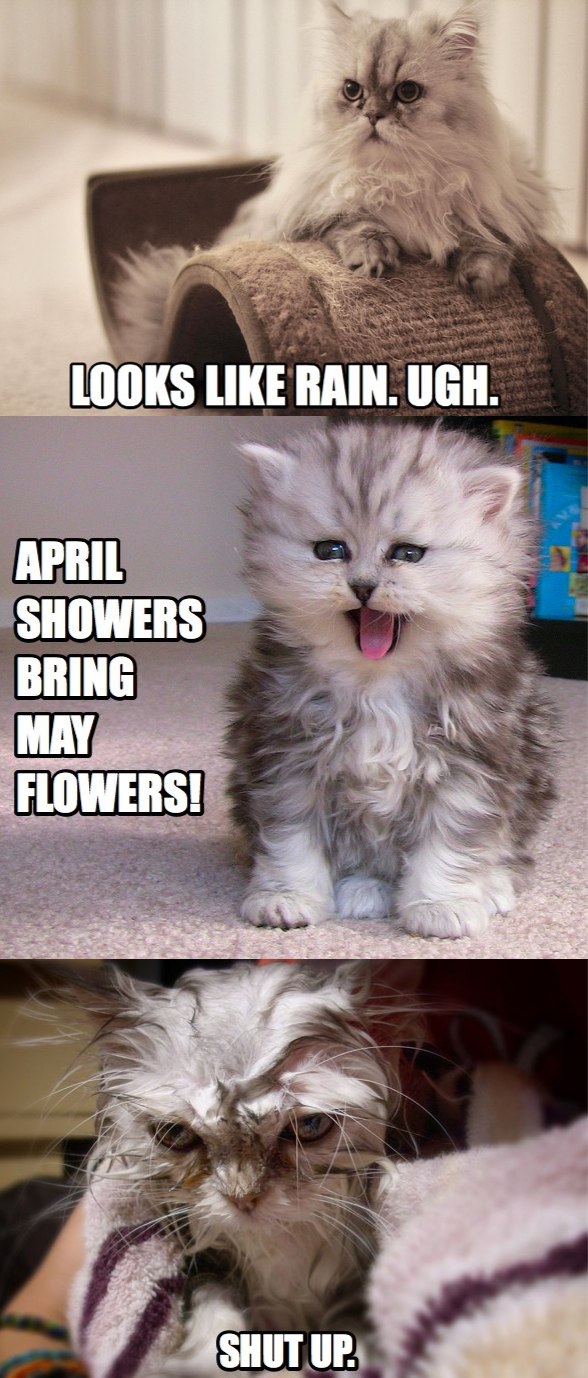 LOOKS LIKE RAIN. UGH.
APRIL
SHOWERS
BRING
MAY
FLOWERS!
SHUT UP.